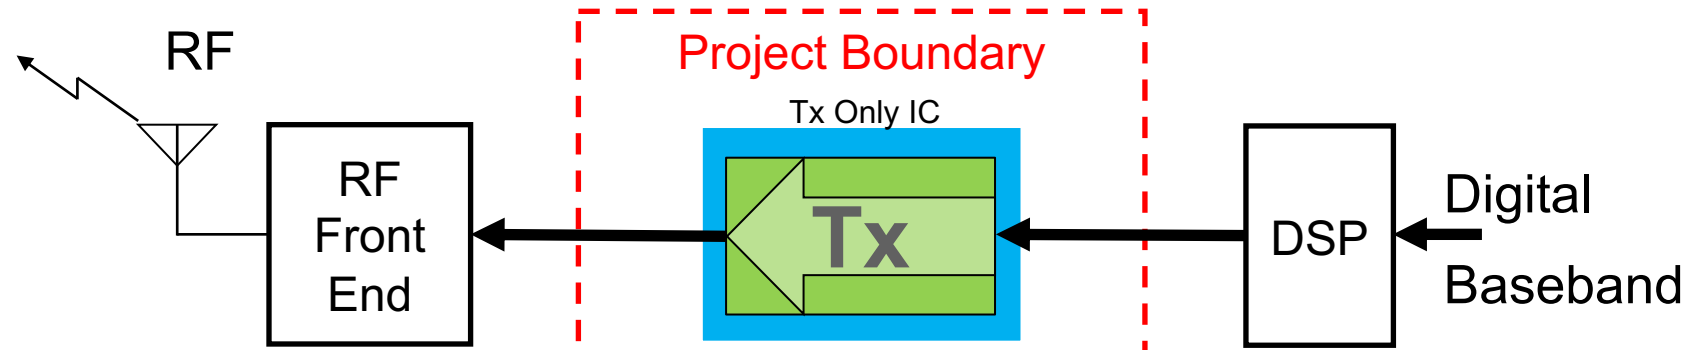 RF
Project Boundary
Tx Only IC
RF
Front
End
Tx
DSP
Digital
Baseband